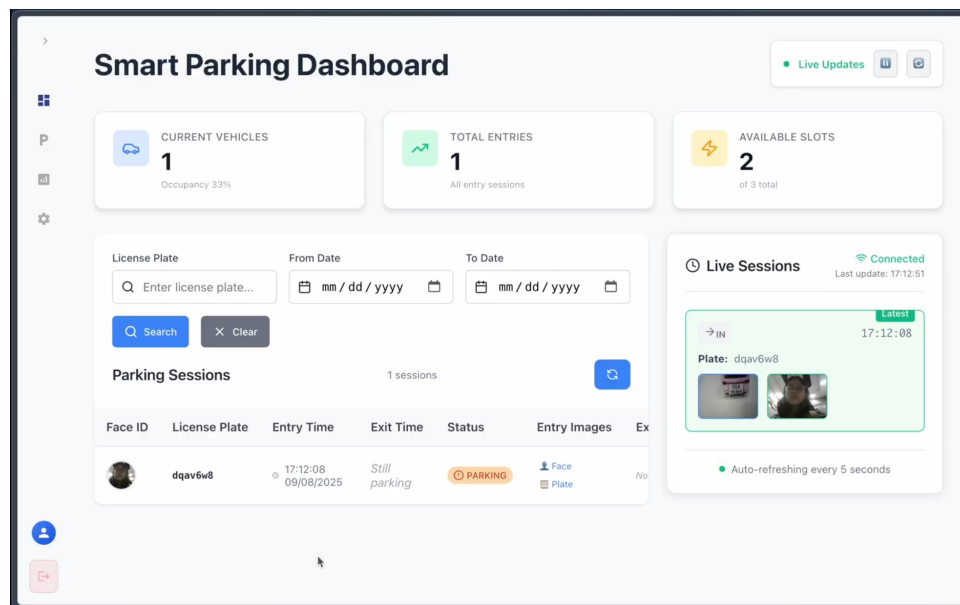 Smart Parking Dashboard
Live Updates
P
CURRENT VEHICLES
1
Occupancy 33%
TOTAL ENTRIES
1
All entry sessions
AVAILABLE SLOTS
2
of 3 total
License Plate
From Date
To Date
Enter license plate...
mm/dd/yyyy
mm/dd/yyyy
Search
Clear
Parking Sessions
1 sessions
Face ID
License Plate
Entry Time
Exit Time
Status
Entry Images
Ex
dqav6w8
17:12:08
09/08/2025
Still
parking
PARKING
Face
Plate
No
Live Sessions
Connected
Last update: 17:12:51
Latest
IN
17:12:08
Plate: dqav6w8
Auto-refreshing every 5 seconds